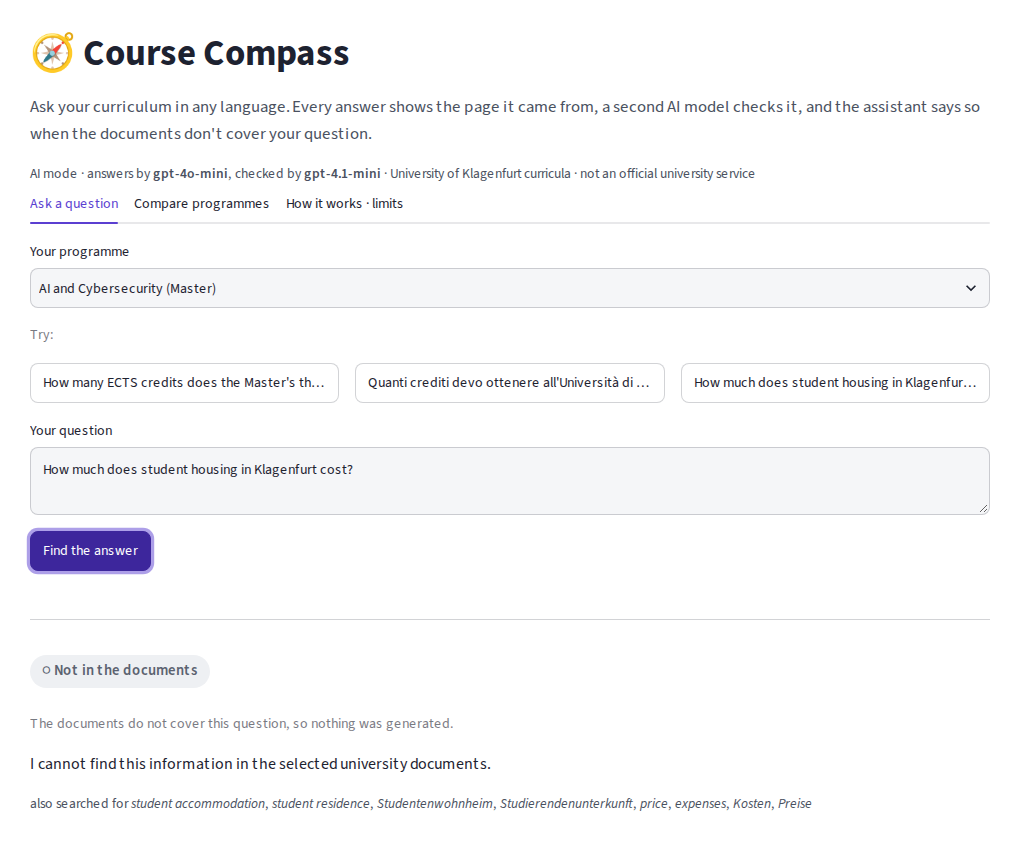 Course Compass
Ask your curriculum in any language. Every answer shows the page it came from, a second AI model checks it, and the assistant says so
when the documents don't cover your question.
AI mode · answers by gpt-4o-mini, checked by gpt-4.1-mini · University of Klagenfurt curricula · not an official university service
Ask a question
Compare programmes
How it works · limits
Your programme
AI and Cybersecurity (Master)
Try:
How many ECTS credits does the Master's th…
Quanti crediti devo ottenere all'Università di …
How much does student housing in Klagenfur…
Your question
How much does student housing in Klagenfurt cost?
Find the answer
○ Not in the documents
The documents do not cover this question, so nothing was generated.
I cannot find this information in the selected university documents.
also searched for student accommodation, student residence, Studentenwohnheim, Studierendenunterkunft, price, expenses, Kosten, Preise